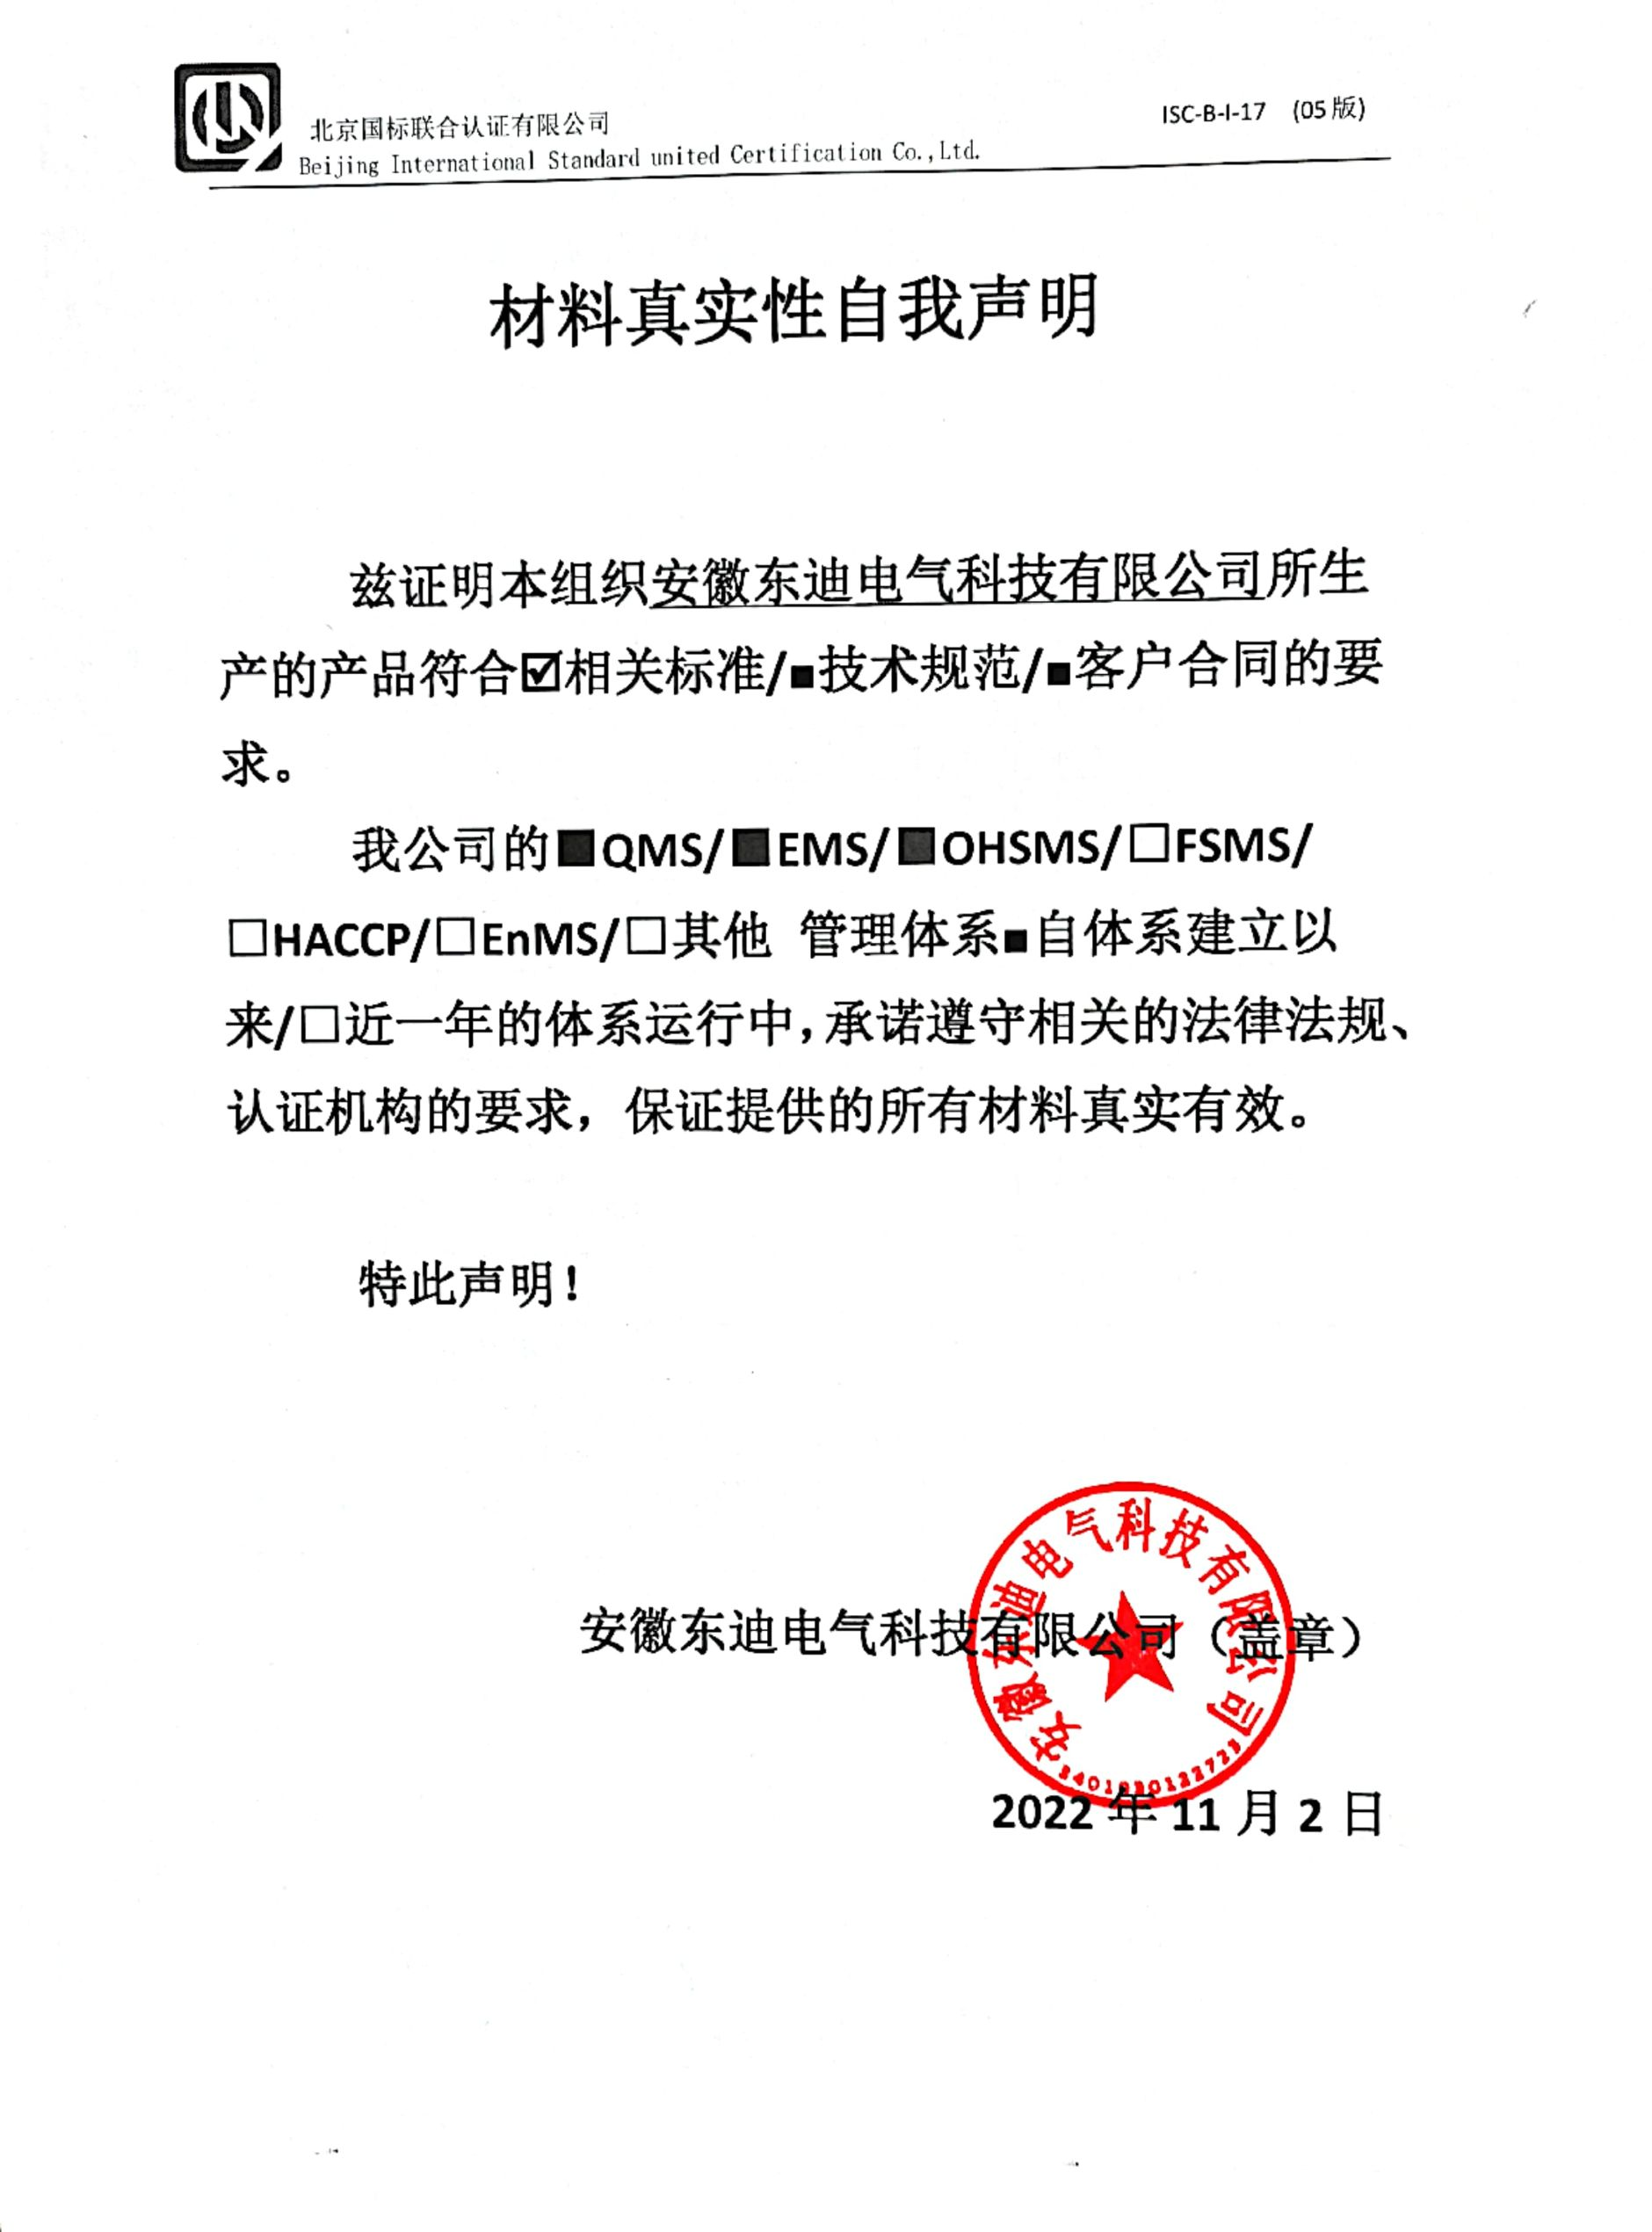 北京国标联合认证有限公司
Beijing International Standard united Certification Co.,Ltd.
ISC-B-I-17 (05版)
材料真实性自我声明
兹证明本组织安徽东迪电气科技有限公司所生
产的产品符合☑相关标准/■技术规范/■客户合同的要
求。
我公司的■QMS/■EMS/■OHSMS/□FSMS/
□HACCP/□EnMS/□其他 管理体系■自体系建立以
来/□近一年的体系运行中，承诺遵守相关的法律法规、
认证机构的要求，保证提供的所有材料真实有效。
特此声明！
安徽东迪电气科技有限公司
安徽东迪电气科技有限公司（盖章）
2022 年 11 月 2 日